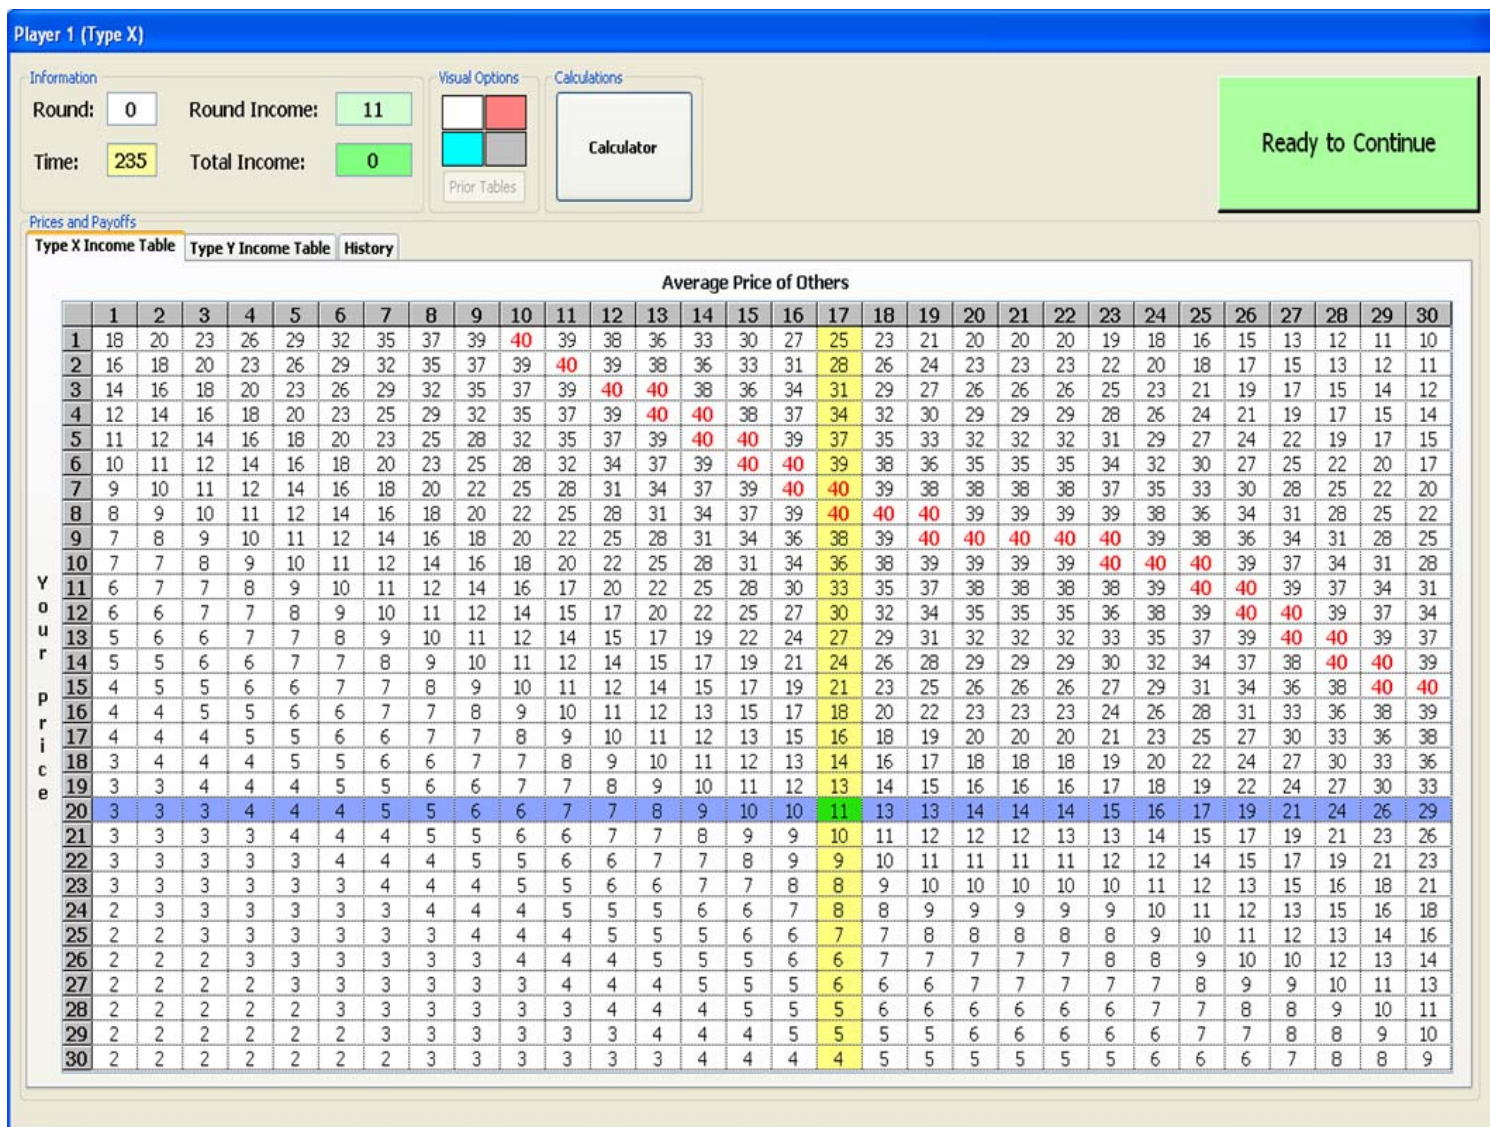 Player 1 (Type X)
Information Visual Options Calculations
Round: 0 Round Income: 11
Calculator
Ready to Continue
Time: 235 Total Income: 0
Prior Tables
Prices and Payoffs
Type X Income Table Type Y Income Table History
Average Price of Others
Your price
1 2 3 4 5 6 7 8 9 10 11 12 13 14 15 16 17 18 19 20 21 22 23 24 25 26 27 28 29 30
1 18 20 23 26 29 32 35 37 39 40 39 38 36 33 30 27 25 23 21 20 20 20 19 18 16 15 13 12 11 10
2 16 18 20 23 26 29 32 35 37 39 40 39 38 36 33 31 28 26 24 23 23 23 22 20 18 17 15 13 12 11
3 14 16 18 20 23 26 29 32 35 37 39 40 40 38 36 34 31 29 27 26 26 26 25 23 21 19 17 15 14 12
4 12 14 16 18 20 23 25 29 32 35 37 39 40 40 38 37 34 32 30 29 29 29 28 26 24 21 19 17 15 14
5 11 12 14 16 18 20 23 25 28 32 35 37 39 40 40 39 37 35 33 32 32 32 31 29 27 24 22 19 17 15
6 10 11 12 14 16 18 20 23 25 28 32 34 37 39 40 40 39 38 36 35 35 35 34 32 30 27 25 22 20 17
7 9 10 11 12 14 16 18 20 22 25 28 31 34 37 39 40 40 39 38 38 38 38 37 35 33 30 28 25 22 20
8 8 9 10 11 12 14 16 18 20 22 25 28 31 34 37 39 40 40 40 39 39 39 39 38 36 34 31 28 25 22
9 7 8 9 10 11 12 14 16 18 20 22 25 28 31 34 36 38 39 40 40 40 40 40 39 38 36 34 31 28 25
10 7 7 8 9 10 11 12 14 16 18 20 22 25 28 31 34 36 38 39 39 39 39 40 40 40 39 37 34 31 28
11 6 7 7 8 9 10 11 12 14 16 17 20 22 25 28 30 33 35 37 38 38 38 38 39 40 40 39 37 34 31
12 6 6 7 7 8 9 10 11 12 14 15 17 20 22 25 27 30 32 34 35 35 35 36 38 39 40 40 39 37 34
13 5 6 6 7 7 8 9 10 11 12 14 15 17 19 22 24 27 29 31 32 32 32 33 35 37 39 40 40 39 37
14 5 5 6 6 7 7 8 9 10 11 12 14 15 17 19 21 24 26 28 29 29 29 30 32 34 37 38 40 40 39
15 4 5 5 6 6 7 7 8 9 10 11 12 14 15 17 19 21 23 25 26 26 26 27 29 31 34 36 38 40 40
16 4 4 5 5 6 6 7 7 8 9 10 11 12 13 15 17 18 20 22 23 23 23 24 26 28 31 33 36 38 39
17 4 4 4 5 5 6 6 7 7 8 9 10 11 12 13 15 16 18 19 20 20 20 21 23 25 27 30 33 36 38
18 3 4 4 4 5 5 6 6 7 7 8 9 10 11 12 13 14 16 17 18 18 18 19 20 22 24 27 30 33 36
19 3 3 4 4 4 5 5 6 6 7 7 8 9 10 11 12 13 14 15 16 16 16 17 18 19 22 24 27 30 33
20 3 3 3 4 4 4 5 5 6 6 7 7 8 9 10 10 11 13 13 14 14 14 15 16 17 19 21 24 26 29
21 3 3 3 3 4 4 4 5 5 6 6 7 7 8 9 9 10 11 12 12 12 13 13 14 15 17 19 21 23 26
22 3 3 3 3 3 4 4 4 5 5 6 6 7 7 8 9 9 10 11 11 11 11 12 12 14 15 17 19 21 23
23 3 3 3 3 3 3 4 4 4 5 5 6 6 7 7 8 8 9 10 10 10 10 10 11 12 13 15 16 18 21
24 2 3 3 3 3 3 3 4 4 4 5 5 5 6 6 7 8 8 9 9 9 9 9 10 11 12 13 15 16 18
25 2 2 3 3 3 3 3 3 4 4 4 5 5 5 6 6 7 7 8 8 8 8 8 9 10 11 12 13 14 16
26 2 2 2 3 3 3 3 3 3 4 4 4 5 5 5 6 6 7 7 7 7 7 8 8 9 10 10 12 13 14
27 2 2 2 2 3 3 3 3 3 3 4 4 4 5 5 5 6 6 6 7 7 7 7 7 8 9 9 10 11 13
28 2 2 2 2 2 3 3 3 3 3 3 4 4 4 5 5 5 6 6 6 6 6 6 7 7 8 8 9 10 11
29 2 2 2 2 2 2 3 3 3 3 3 3 4 4 4 5 5 5 5 6 6 6 6 6 7 7 8 8 9 10
30 2 2 2 2 2 2 2 3 3 3 3 3 3 4 4 4 4 5 5 5 5 5 5 6 6 6 7 8 8 9